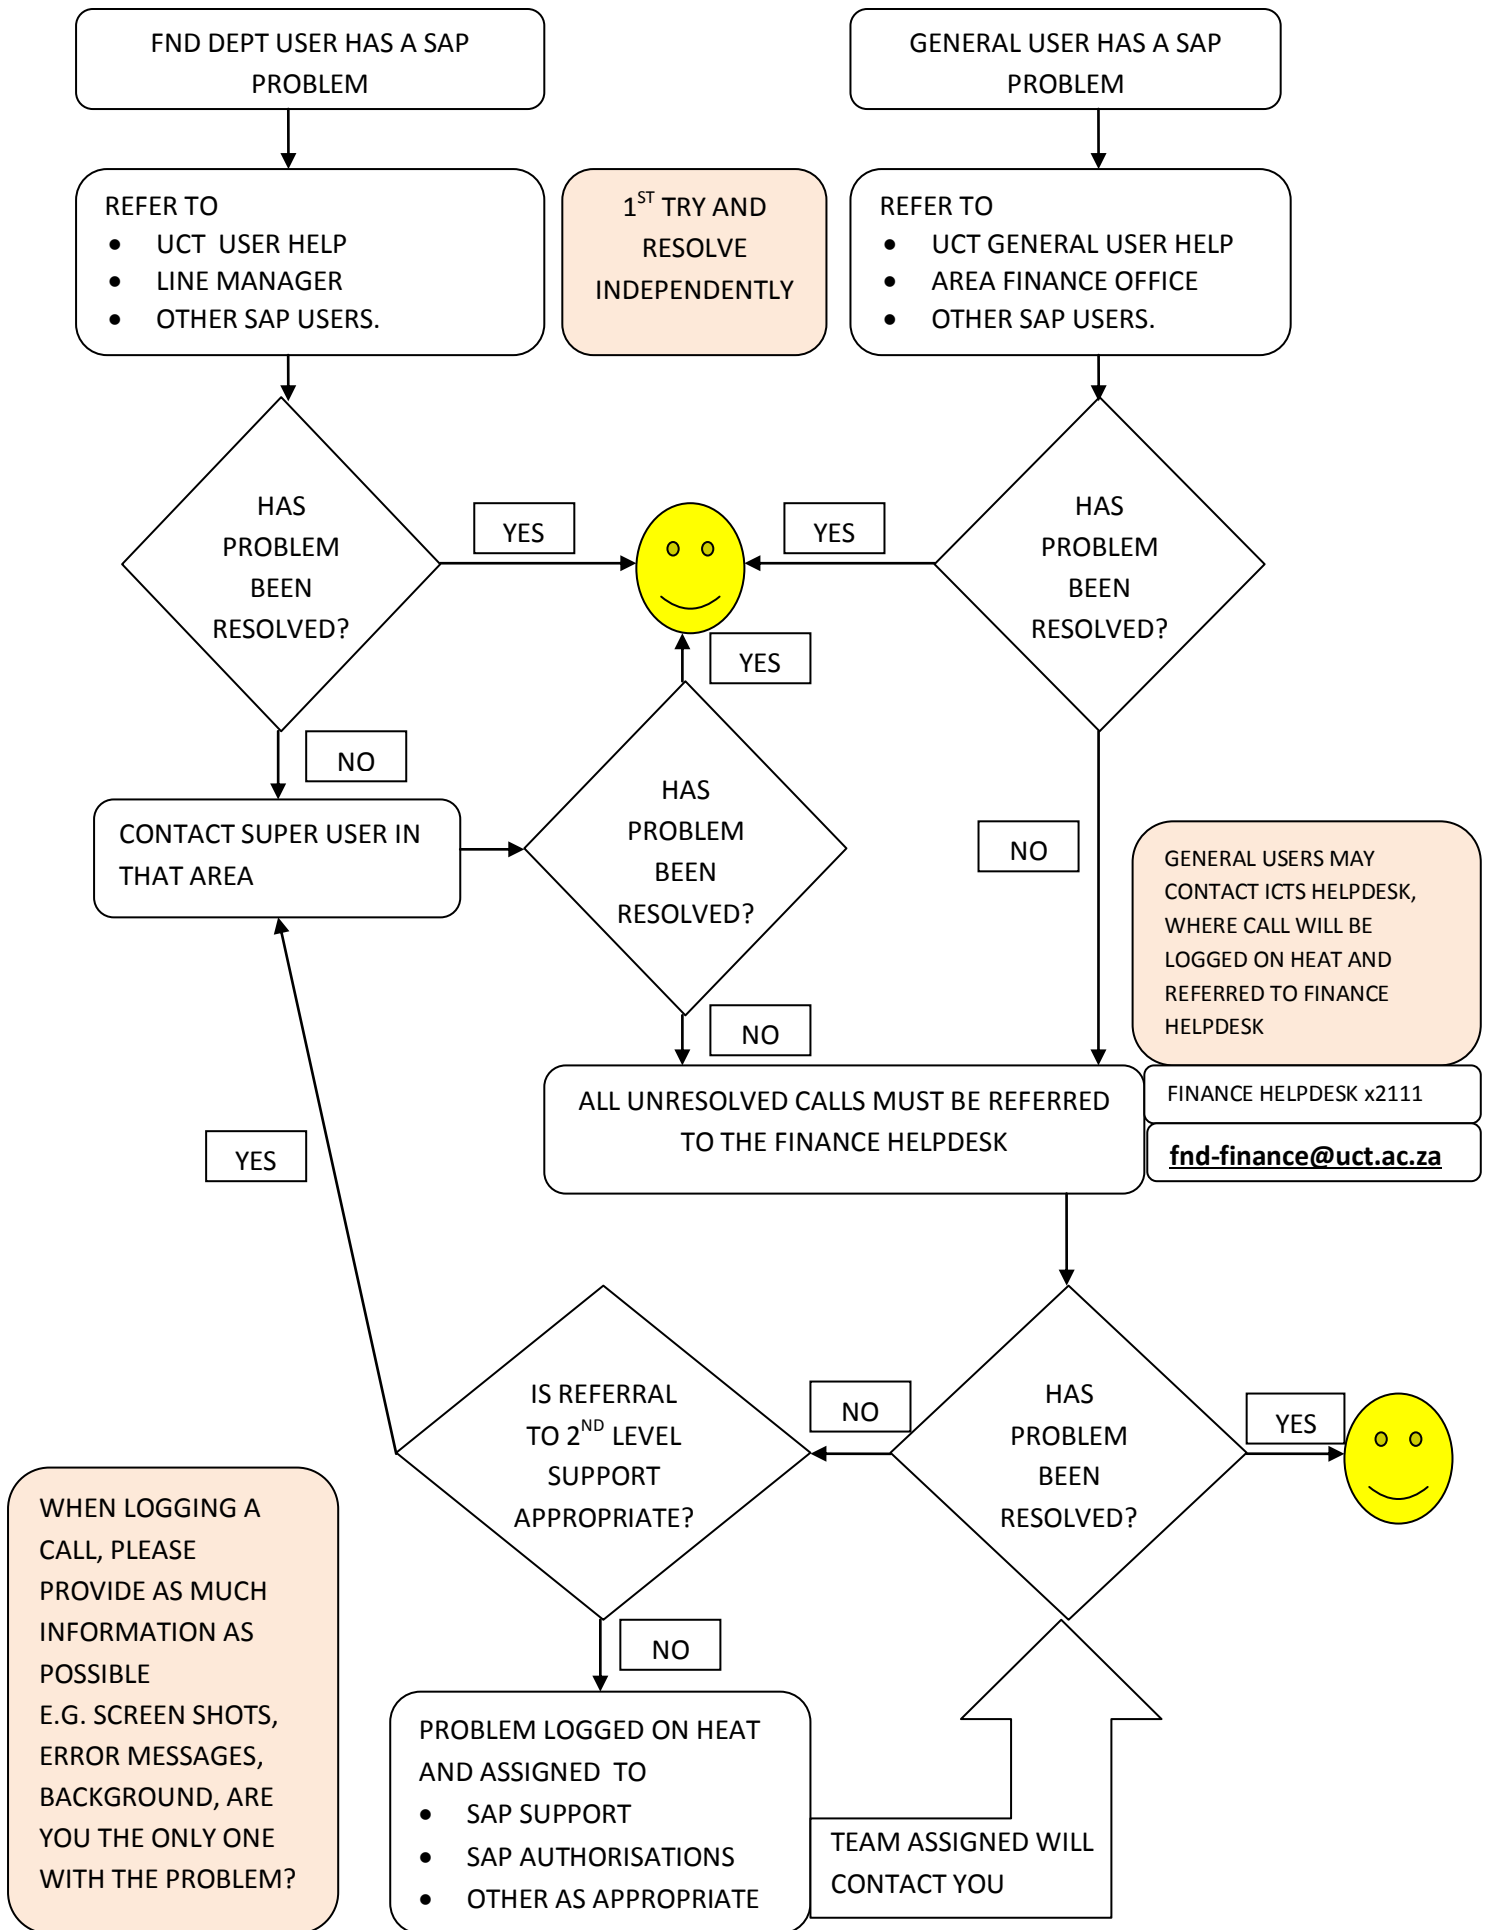 FND DEPT USER HAS A SAP
PROBLEM
GENERAL USER HAS A SAP
PROBLEM
REFER TO
• UCT USER HELP
• LINE MANAGER
• OTHER SAP USERS.
1ST TRY AND
RESOLVE
INDEPENDENTLY
REFER TO
• UCT GENERAL USER HELP
• AREA FINANCE OFFICE
• OTHER SAP USERS.
HAS
PROBLEM
BEEN
RESOLVED?
YES
YES
HAS
PROBLEM
BEEN
RESOLVED?
YES
NO
CONTACT SUPER USER IN
THAT AREA
HAS
PROBLEM
BEEN
RESOLVED?
NO
GENERAL USERS MAY
CONTACT ICTS HELPDESK,
WHERE CALL WILL BE
LOGGED ON HEAT AND
REFERRED TO FINANCE
HELPDESK
NO
ALL UNRESOLVED CALLS MUST BE REFERRED
TO THE FINANCE HELPDESK
FINANCE HELPDESK x2111
fnd-finance@uct.ac.za
YES
IS REFERRAL
TO 2ND LEVEL
SUPPORT
APPROPRIATE?
NO
HAS
PROBLEM
BEEN
RESOLVED?
YES
WHEN LOGGING A
CALL, PLEASE
PROVIDE AS MUCH
INFORMATION AS
POSSIBLE
E.G. SCREEN SHOTS,
ERROR MESSAGES,
BACKGROUND, ARE
YOU THE ONLY ONE
WITH THE PROBLEM?
NO
PROBLEM LOGGED ON HEAT
AND ASSIGNED TO
• SAP SUPPORT
• SAP AUTHORISATIONS
• OTHER AS APPROPRIATE
TEAM ASSIGNED WILL
CONTACT YOU